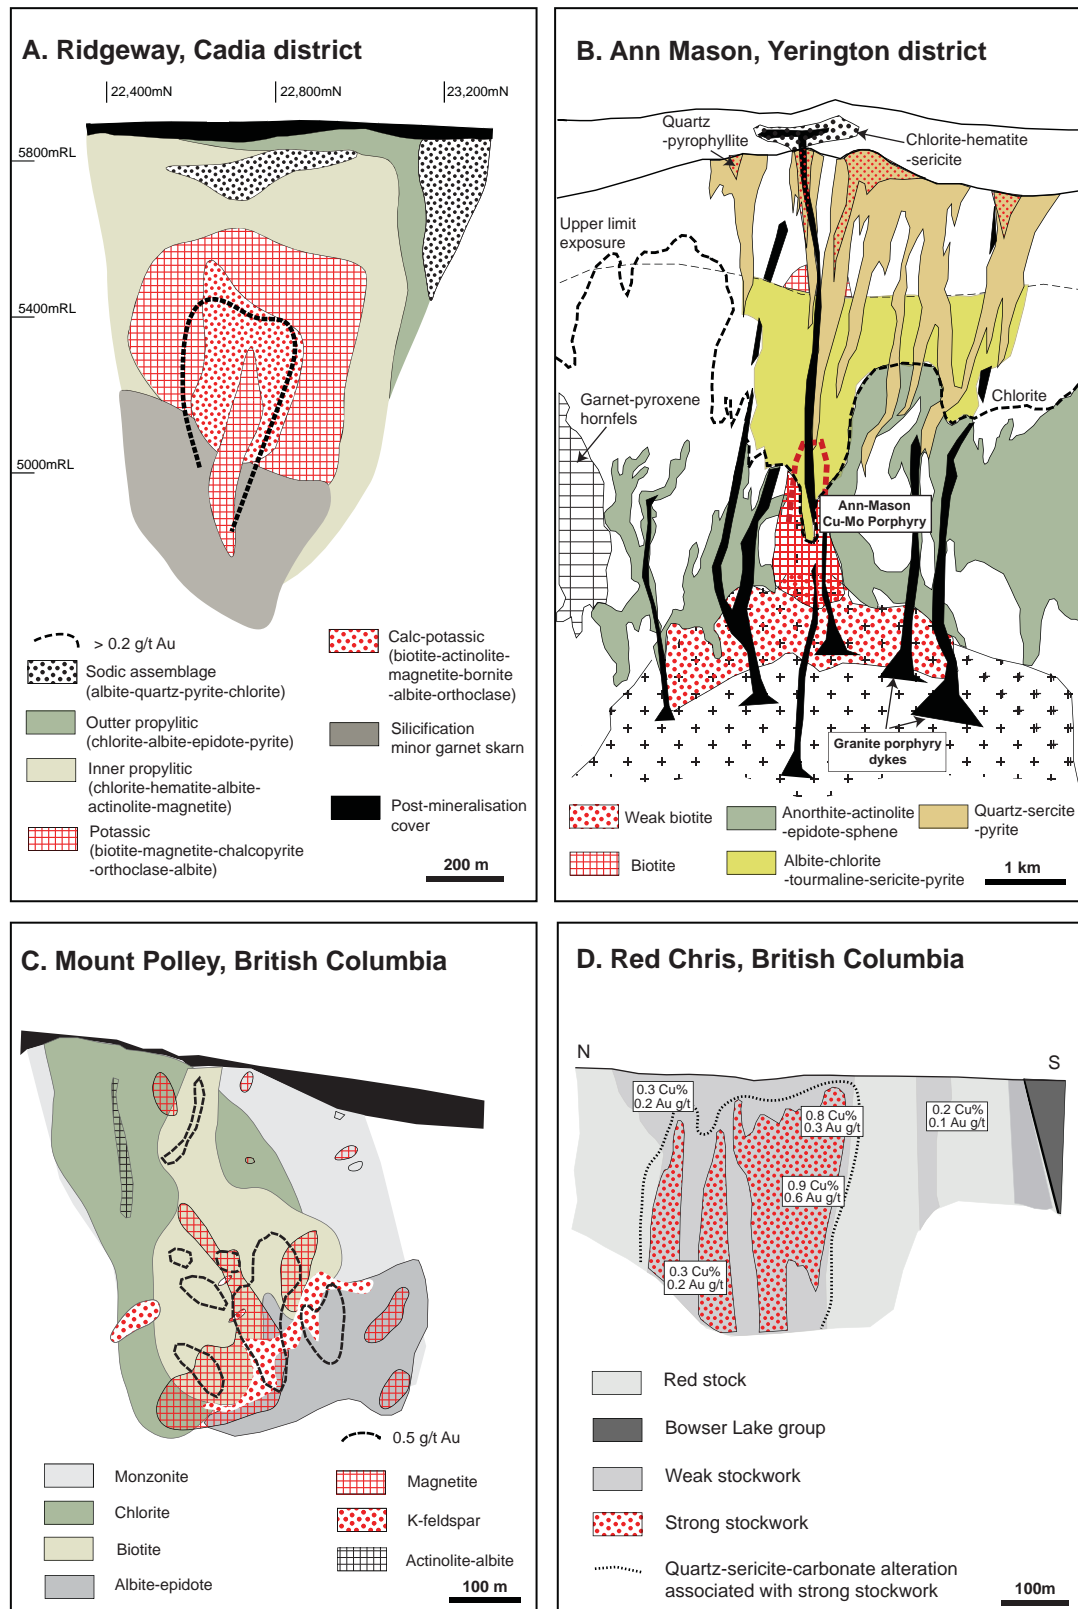 A. Ridgeway, Cadia district
22,400mN
22,800mN
23,200mN
5800mRL
5400mRL
5000mRL
> 0.2 g/t Au
Sodic assemblage
(albite-quartz-pyrite-chlorite)
Outter propylitic
(chlorite-albite-epidote-pyrite)
Inner propylitic
(chlorite-hematite-albite-
actinolite-magnetite)
Potassic
(biotite-magnetite-chalcopyrite
-orthoclase-albite)
Calc-potassic
(biotite-actinolite-
magnetite-bornite
-albite-orthoclase)
Silicification
minor garnet skarn
Post-mineralisation
cover
200 m
B. Ann Mason, Yerington district
Quartz
-pyrophyllite
Chlorite-hematite
-sericite
Upper limit
exposure
Garnet-pyroxene
hornfels
Chlorite
Ann-Mason
Cu-Mo Porphyry
Granite porphyry
dykes
Weak biotite
Biotite
Anorthite-actinolite
-epidote-sphene
Albite-chlorite
-tourmaline-sericite-pyrite
Quartz-sercite
-pyrite
1 km
C. Mount Polley, British Columbia
0.5 g/t Au
Monzonite
Chlorite
Biotite
Albite-epidote
Magnetite
K-feldspar
Actinolite-albite
100 m
D. Red Chris, British Columbia
N
S
0.3 Cu%
0.2 Au g/t
0.8 Cu%
0.3 Au g/t
0.2 Cu%
0.1 Au g/t
0.9 Cu%
0.6 Au g/t
0.3 Cu%
0.2 Au g/t
Red stock
Bowser Lake group
Weak stockwork
Strong stockwork
Quartz-sericite-carbonate alteration
associated with strong stockwork
100m